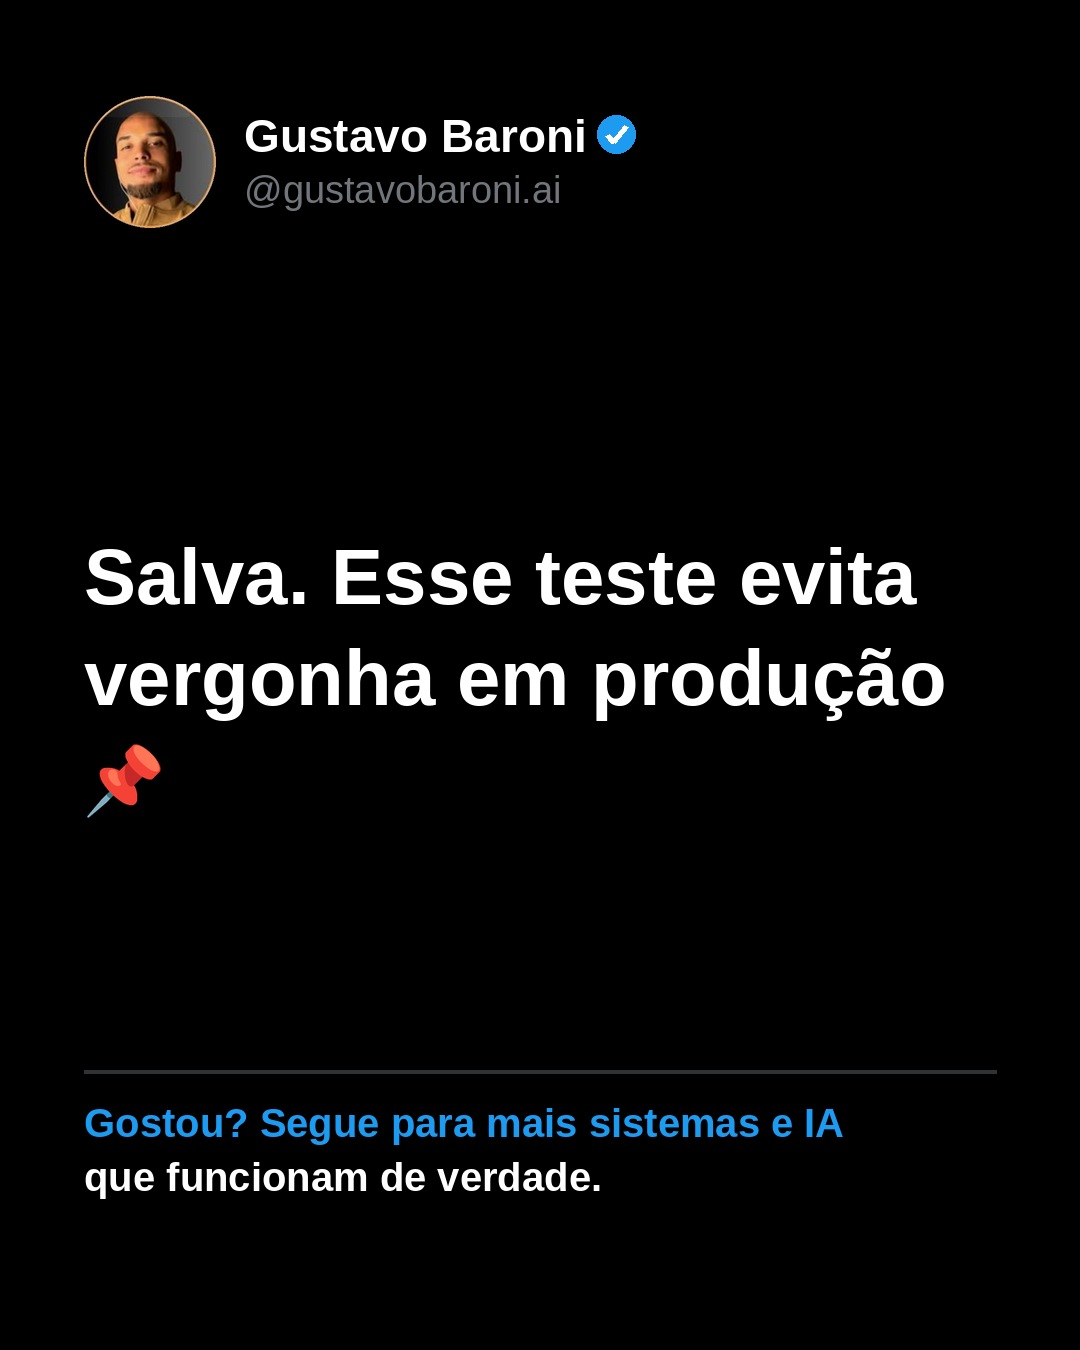 Gustavo Baroni
@gustavobaroni.ai
Salva. Esse teste evita
vergonha em produção
📌
Gostou? Segue para mais sistemas e IA
que funcionam de verdade.